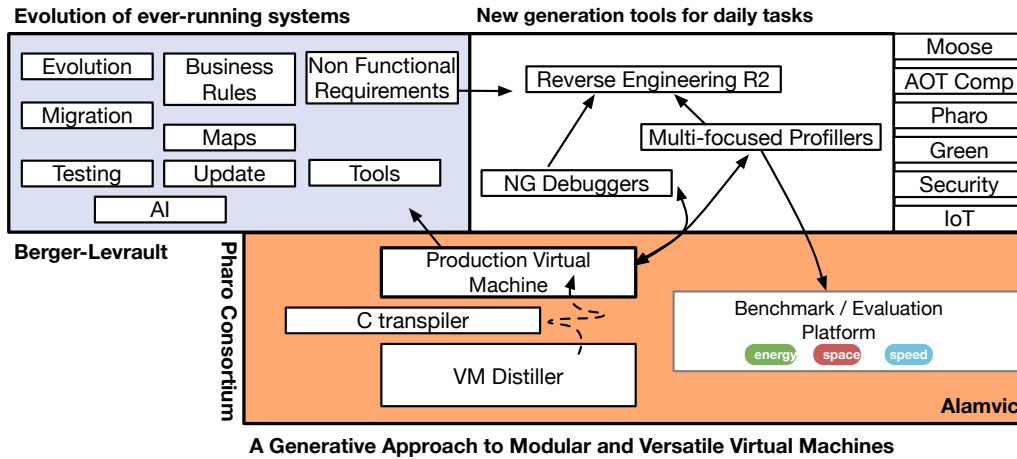 Evolution of ever-running systems
New generation tools for daily tasks
Evolution
Business
Rules
Non Functional
Requirements
Migration
Maps
Testing
Update
Tools
AI
Reverse Engineering R2
Multi-focused Profillers
NG Debuggers
Moose
AOT Comp
Pharo
Green
Security
IoT
Berger-Levrault
Pharo Consortium
Production Virtual
Machine
C transpiler
VM Distiller
Benchmark / Evaluation
Platform
energy
space
speed
Alamvic
A Generative Approach to Modular and Versatile Virtual Machines